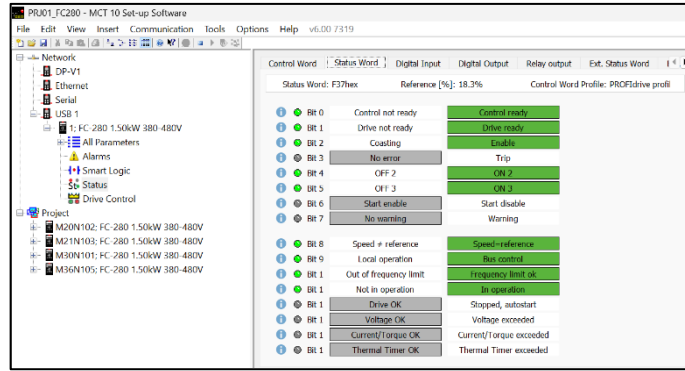 PRJ01_FC280 - MCT 10 Set-up Software
File Edit View Insert Communication Tools Options Help v6.00 7319
Network
DP-V1
Ethernet
Serial
USB 1
1; FC-280 1.50kW 380-480V
All Parameters
Alarms
Smart Logic
Status
Drive Control
Project
M20N102; FC-280 1.50kW 380-480V
M21N103; FC-280 1.50kW 380-480V
M30N101; FC-280 1.50kW 380-480V
M36N105; FC-280 1.50kW 380-480V
Control Word Status Word Digital Input Digital Output Relay output Ext. Status Word
Status Word: F37hex Reference [%]: 18.3% Control Word Profile: PROFIdrive profil
Bit 0 Control not ready Control ready
Bit 1 Drive not ready Drive ready
Bit 2 Coasting Enable
Bit 3 No error Trip
Bit 4 OFF 2 ON 2
Bit 5 OFF 3 ON 3
Bit 6 Start enable Start disable
Bit 7 No warning Warning
Bit 8 Speed ≠ reference Speed=reference
Bit 9 Local operation Bus control
Bit 1 Out of frequency limit Frequency limit ok
Bit 1 Not in operation In operation
Bit 1 Drive OK Stopped, autostart
Bit 1 Voltage OK Voltage exceeded
Bit 1 Current/Torque OK Current/Torque exceeded
Bit 1 Thermal Timer OK Thermal Timer exceeded